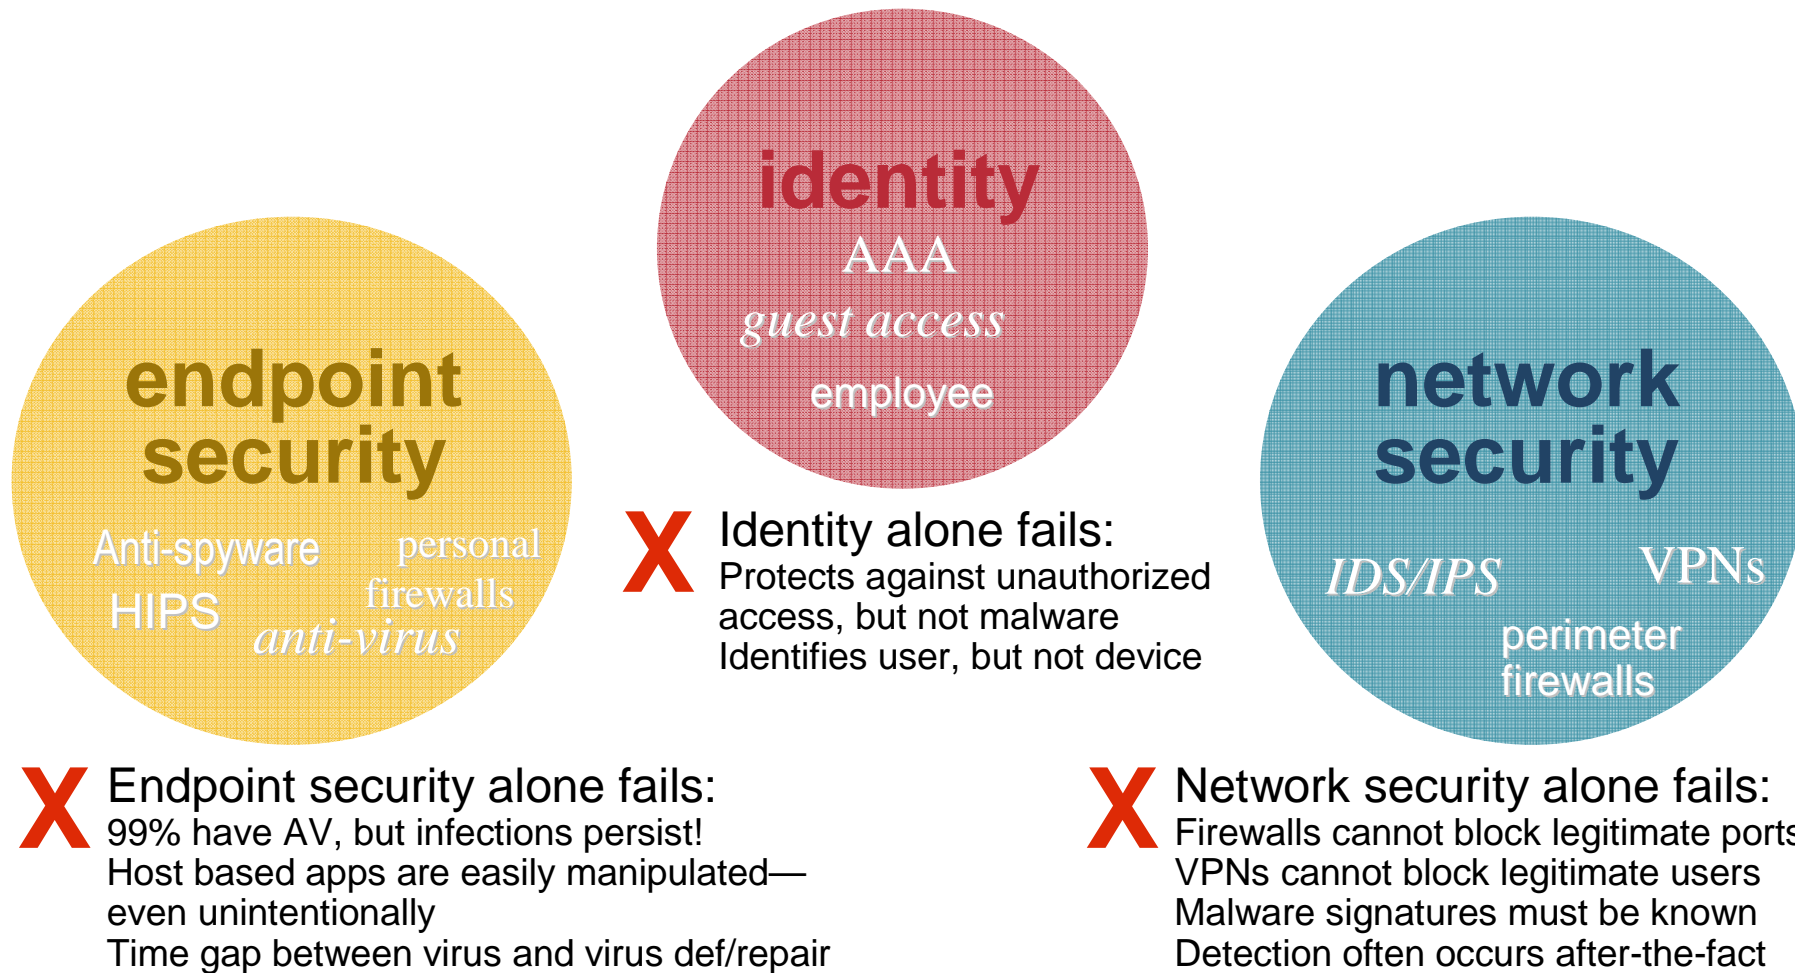 identity
AAA
guest access
employee
endpoint
security
Anti-spyware
personal
firewalls
HIPS
anti-virus
network
security
IDS/IPS
VPNs
perimeter
firewalls
X Identity alone fails:
Protects against unauthorized
access, but not malware
Identifies user, but not device
X Endpoint security alone fails:
99% have AV, but infections persist!
Host based apps are easily manipulated—
even unintentionally
Time gap between virus and virus def/repair
X Network security alone fails:
Firewalls cannot block legitimate ports
VPNs cannot block legitimate users
Malware signatures must be known
Detection often occurs after-the-fact